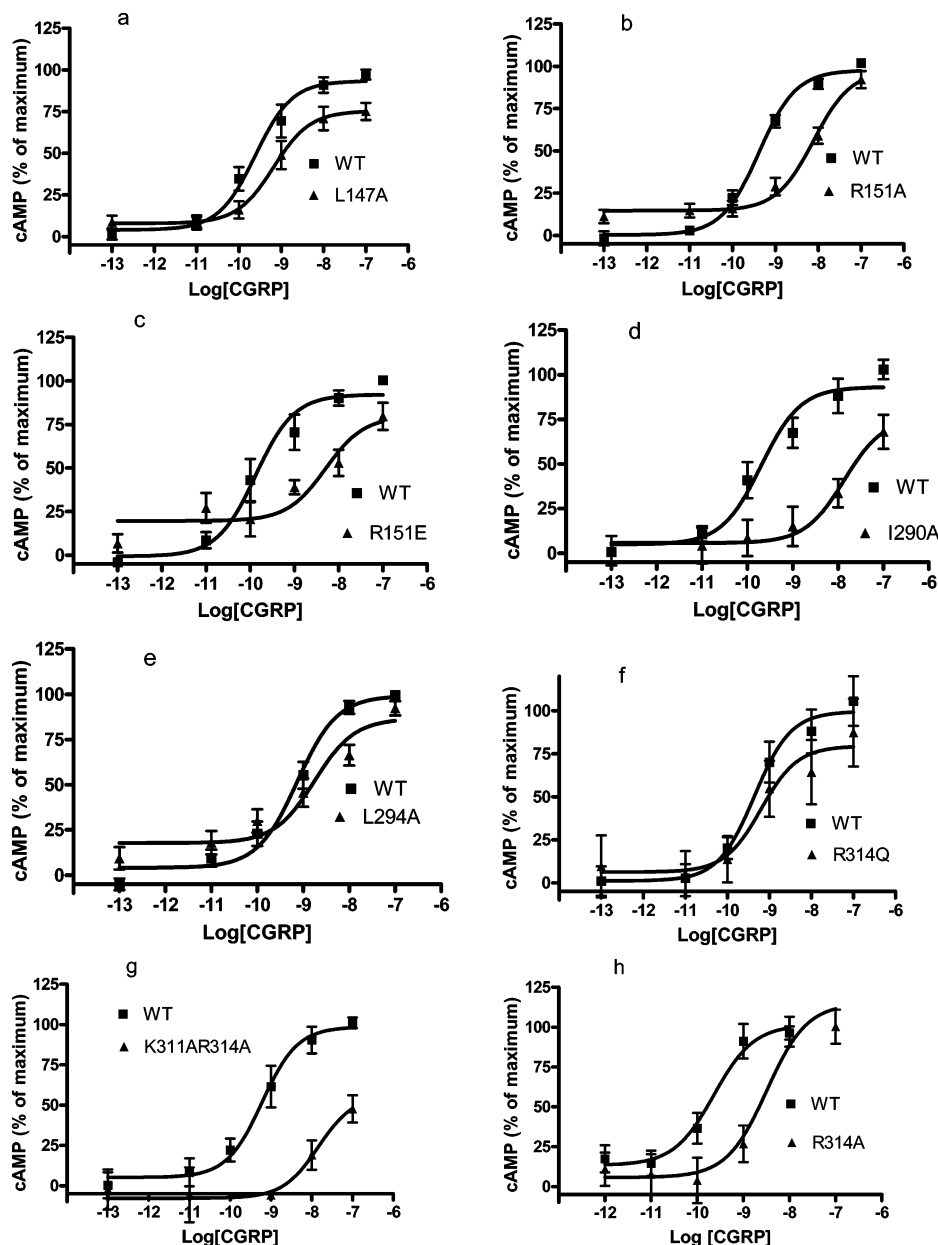 a
cAMP (% of maximum)
125
100
75
50
25
0
WT
L147A
-13 -12 -11 -10 -9 -8 -7 -6
Log[CGRP]
b
cAMP (% of maximum)
125
100
75
50
25
0
WT
R151A
-13 -12 -11 -10 -9 -8 -7 -6
Log[CGRP]
c
cAMP (% of maximum)
125
100
75
50
25
0
WT
R151E
-13 -12 -11 -10 -9 -8 -7 -6
Log[CGRP]
d
cAMP (% of maximum)
125
100
75
50
25
0
WT
I290A
-13 -12 -11 -10 -9 -8 -7 -6
Log[CGRP]
e
cAMP (% of maximum)
125
100
75
50
25
0
WT
L294A
-13 -12 -11 -10 -9 -8 -7 -6
Log[CGRP]
f
cAMP (% of maximum)
100
75
50
25
0
WT
R314Q
-13 -12 -11 -10 -9 -8 -7 -6
Log[CGRP]
g
cAMP (% of maximum)
125
100
75
50
25
0
WT
K311AR314A
-13 -12 -11 -10 -9 -8 -7 -6
Log[CGRP]
h
cAMP (% of maximum)
125
100
75
50
25
0
WT
R314A
-12 -11 -10 -9 -8 -7 -6
Log [CGRP]